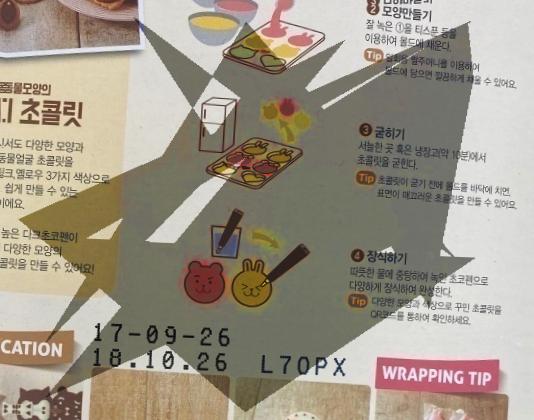 ② 모양만들기
잘 녹은 ①을 티스푼 등을
이용하여 몰드에 채운다.
Tip 일회용 짤주머니를 이용하여
몰드에 담으면 깔끔하게 채울 수 있어요.
동물모양의
초콜릿
서도 다양한 모양과
동물얼굴 초콜릿을
핑크,옐로우 3가지 색상으로
쉽게 만들 수 있는
이에요.
③ 굳히기
서늘한 곳 혹은 냉장고(약 10분)에서
초콜릿을 굳힌다.
Tip 초콜릿이 굳기 전에 몰드를 바닥에 치면,
표면이 매끄러운 초콜릿을 만들 수 있어요.
녹은 다크초코펜이
다양한 모양의
콜릿을 만들 수 있어요!
④ 장식하기
따뜻한 물에 중탕하여 녹인 초코펜으로
다양하게 장식하여 완성한다.
Tip 다양한 모양과 색상으로 꾸민 초콜릿을
QR코드를 통하여 확인하세요.
17-09-26
18.10.26 L70PX
CATION
WRAPPING TIP